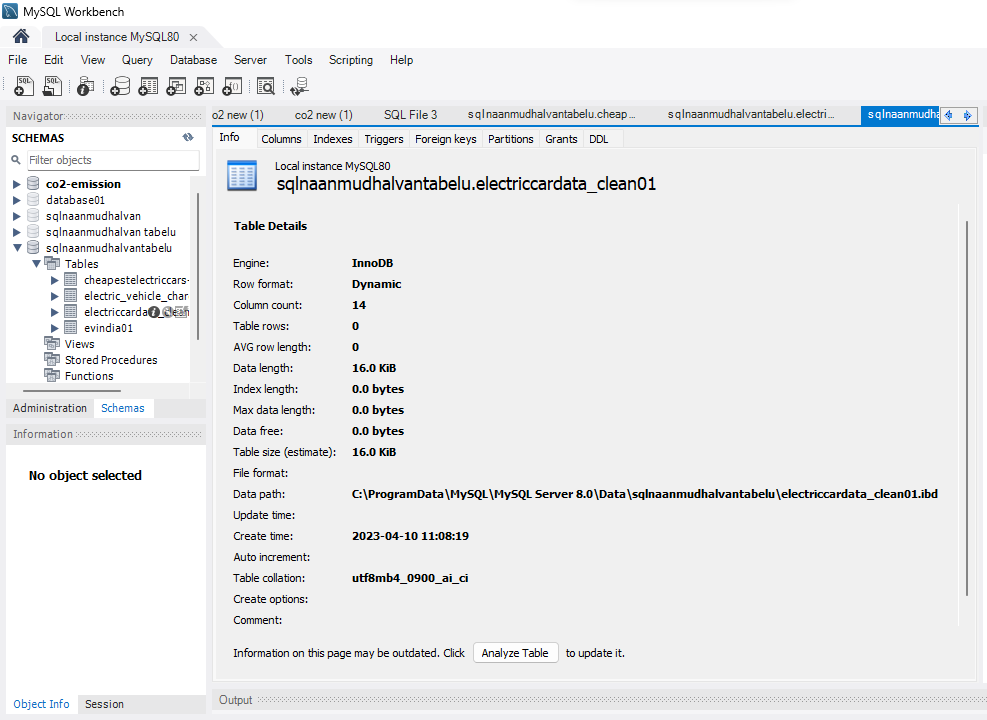 MySQL Workbench
Local instance MySQL80
File Edit View Query Database Server Tools Scripting Help
Navigator
SCHEMAS
Filter objects
co2-emission
database01
sqlnaanmudhalvan
sqlnaanmudhalvan tabelu
sqlnaanmudhalvantabelu
Tables
cheapestelectriccars-
electric_vehicle_char
electriccarda
evindia01
Views
Stored Procedures
Functions
Administration Schemas
Information
No object selected
Object Info Session
o2 new (1) co2 new (1) SQL File 3 sqlnaanmudhalvantabelu.cheap... sqlnaanmudhalvantabelu.electri... sqlnaanmudha
Info Columns Indexes Triggers Foreign keys Partitions Grants DDL
Local instance MySQL80
sqlnaanmudhalvantabelu.electriccardata_clean01
Table Details
Engine: InnoDB
Row format: Dynamic
Column count: 14
Table rows: 0
AVG row length: 0
Data length: 16.0 KiB
Index length: 0.0 bytes
Max data length: 0.0 bytes
Data free: 0.0 bytes
Table size (estimate): 16.0 KiB
File format:
Data path: C:\ProgramData\MySQL\MySQL Server 8.0\Data\sqlnaanmudhalvantabelu\electriccardata_clean01.ibd
Update time:
Create time: 2023-04-10 11:08:19
Auto increment:
Table collation: utf8mb4_0900_ai_ci
Create options:
Comment:
Information on this page may be outdated. Click Analyze Table to update it.
Output